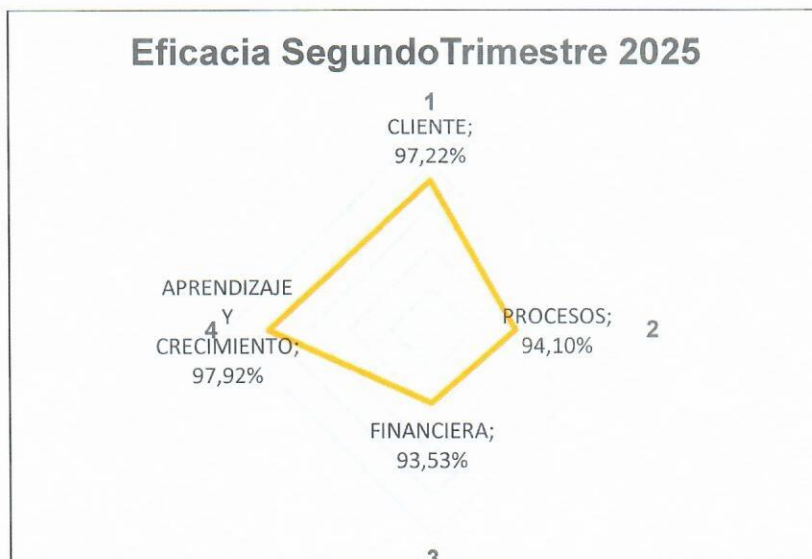 Eficacia SegundoTrimestre 2025
1
CLIENTE;
97,22%
APRENDIZAJE
Y
4
CRECIMIENTO;
97,92%
PROCESOS;
94,10%
2
FINANCIERA;
93,53%
3